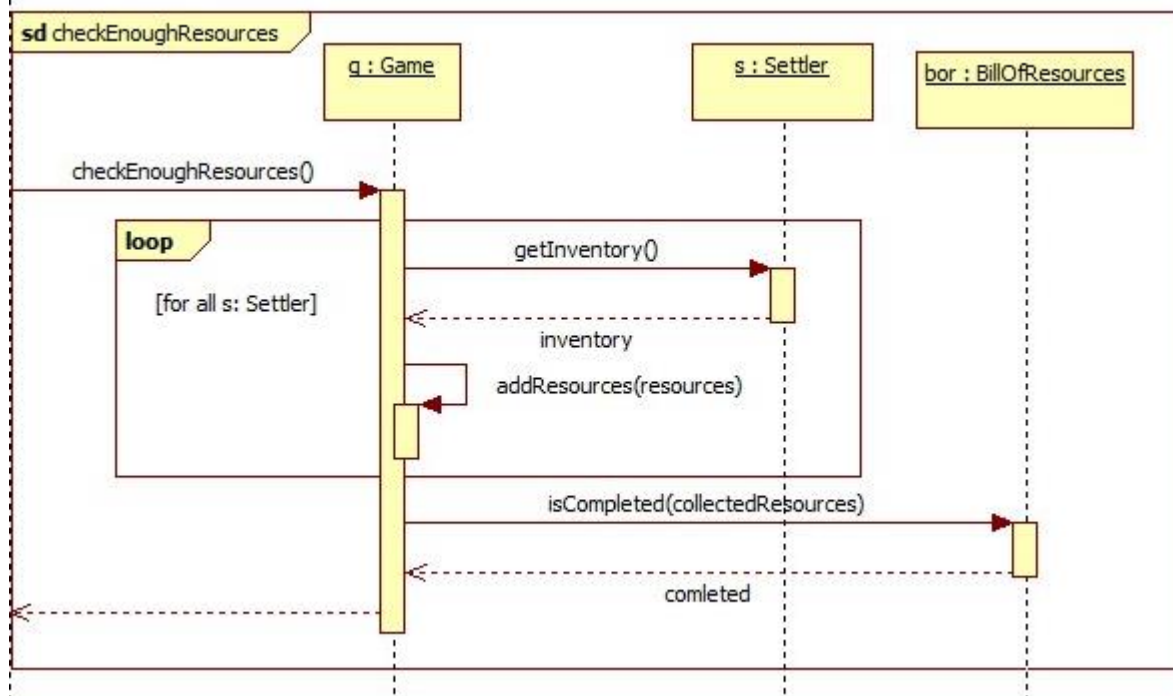 sd checkEnoughResources
g : Game
s : Settler
bor : BillOfResources
checkEnoughResources()
loop
getInventory()
[for all s: Settler]
inventory
addResources(resources)
isCompleted(collectedResources)
comleted